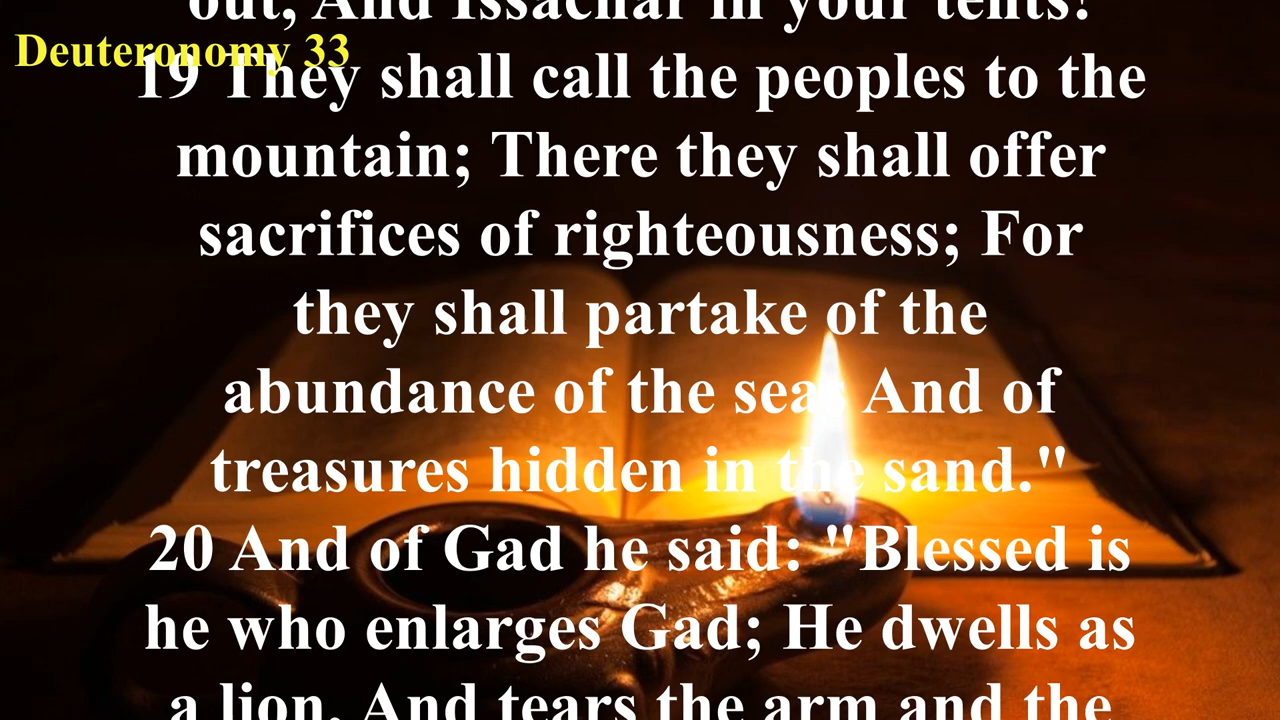 out, And Issachar in your tents!
Deuteronomy 33
19 They shall call the peoples to the
mountain; There they shall offer
sacrifices of righteousness; For
they shall partake of the
abundance of the seas And of
treasures hidden in the sand."
20 And of Gad he said: "Blessed is
he who enlarges Gad; He dwells as
a lion, And tears the arm and the